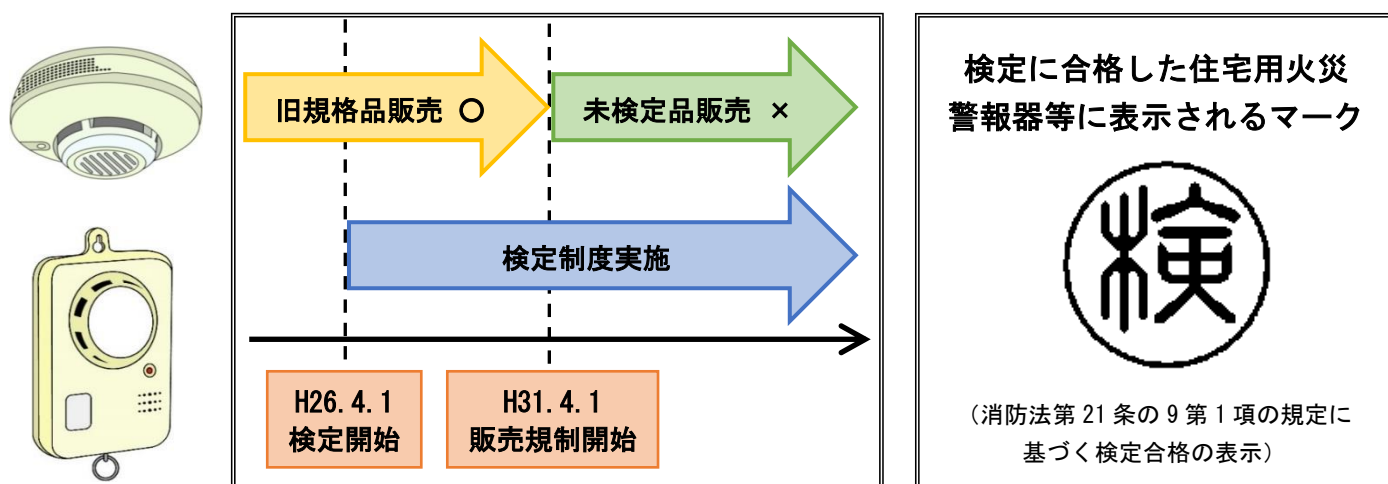 旧規格品販売 ○
未検定品販売 ×
検定制度実施
H26.4.1
検定開始
H31.4.1
販売規制開始
検定に合格した住宅用火災
警報器等に表示されるマーク
検
（消防法第 21 条の 9 第 1 項の規定に
基づく検定合格の表示）